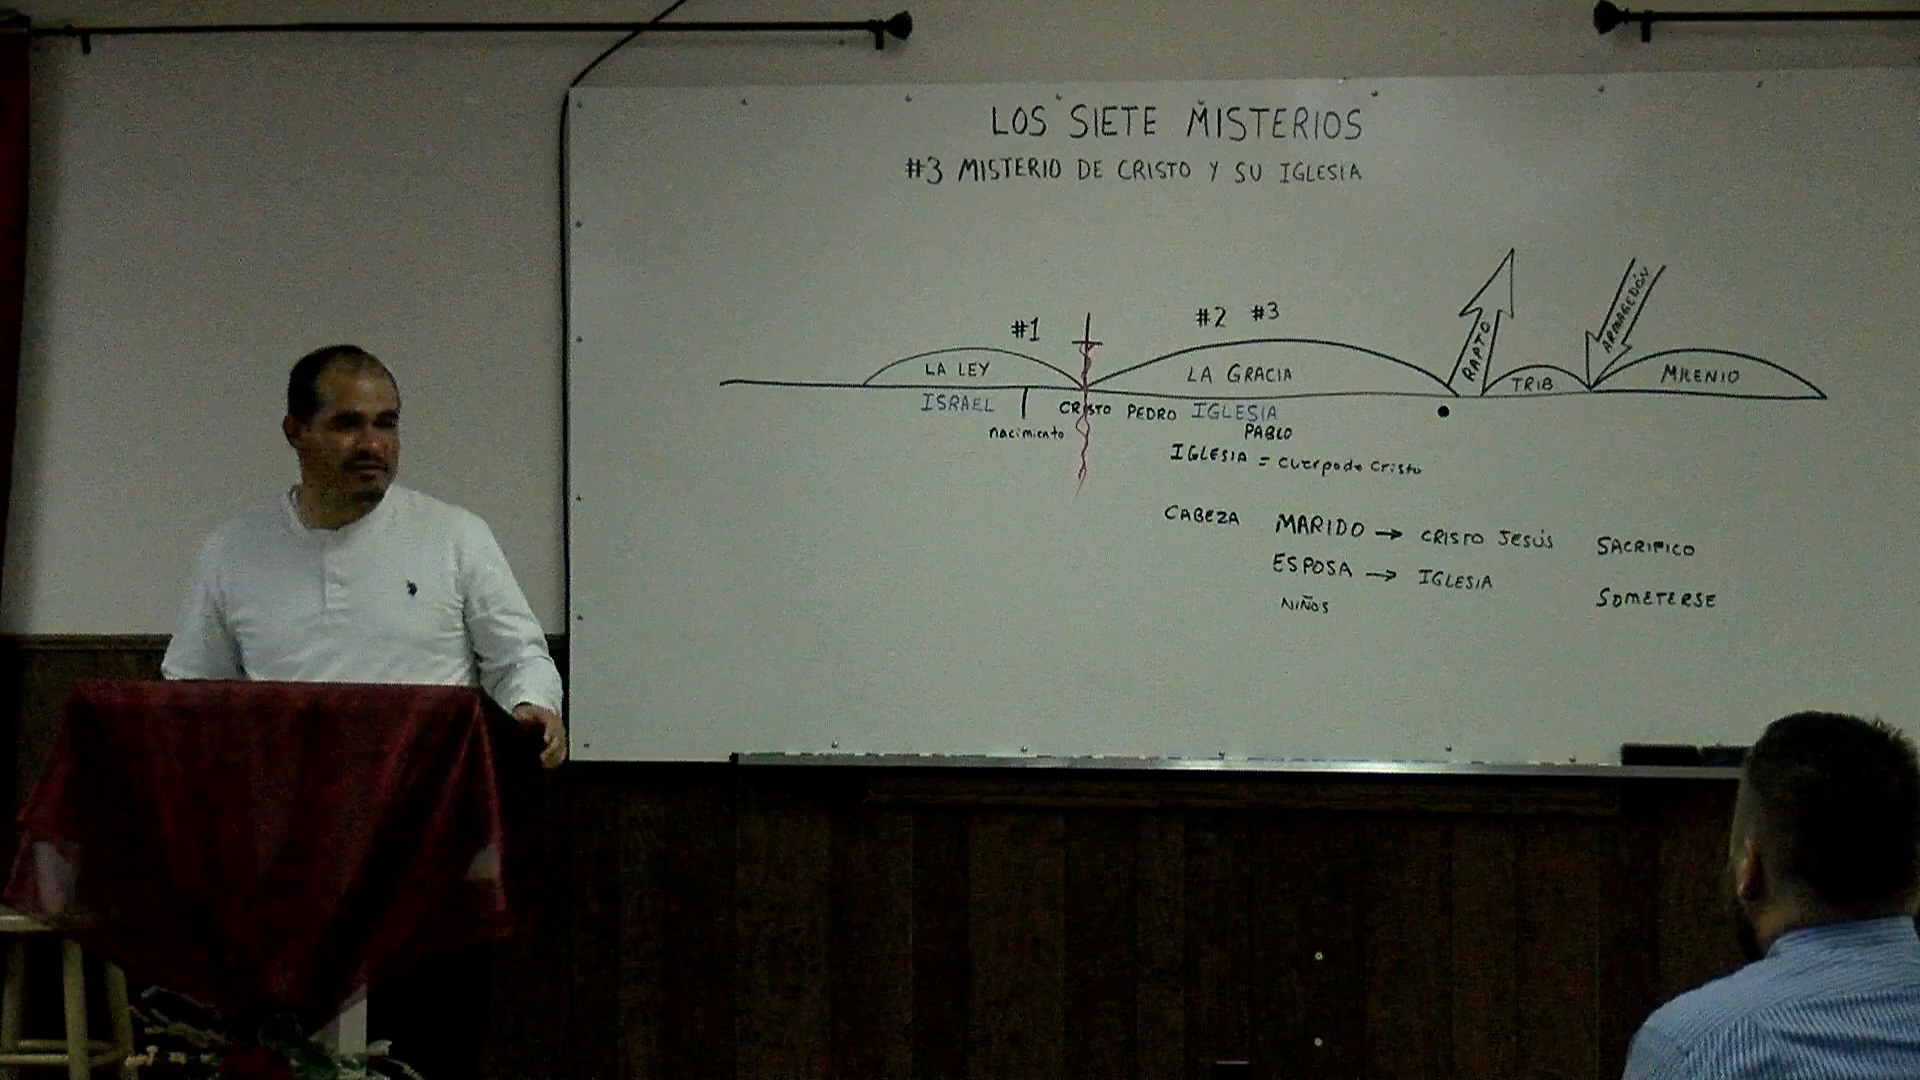 LOS SIETE MISTERIOS
#3 MISTERIO DE CRISTO Y SU IGLESIA
#1 #2 #3
LA LEY LA GRACIA RAPTO TRIB ARMAGEDÓN MILENIO
ISRAEL CRISTO PEDRO IGLESIA
nacimiento PABLO
IGLESIA = cuerpo de Cristo
CABEZA MARIDO → CRISTO JESÚS SACRIFICO
ESPOSA → IGLESIA SOMETERSE
NIÑOS